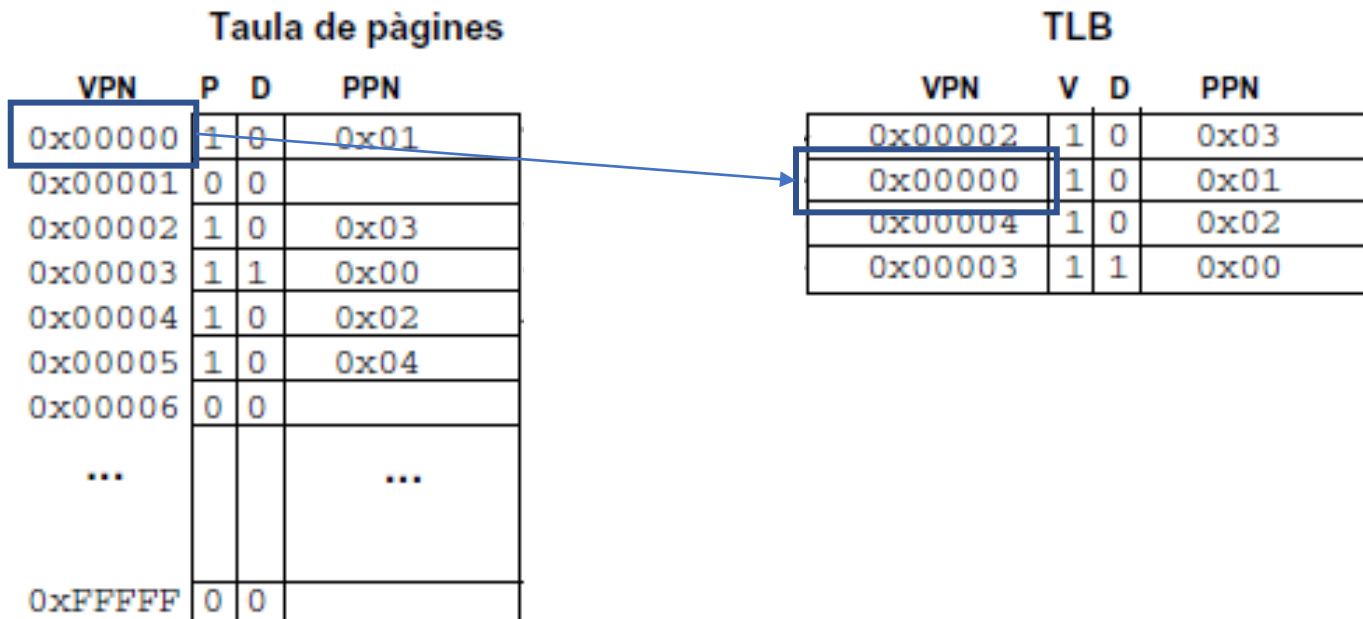 Taula de pàgines
VPN P D PPN
0x00000 1 0 0x01
0x00001 0 0
0x00002 1 0 0x03
0x00003 1 1 0x00
0x00004 1 0 0x02
0x00005 1 0 0x04
0x00006 0 0
... ...
0xFFFFF 0 0
TLB
VPN V D PPN
0x00002 1 0 0x03
0x00000 1 0 0x01
0x00004 1 0 0x02
0x00003 1 1 0x00